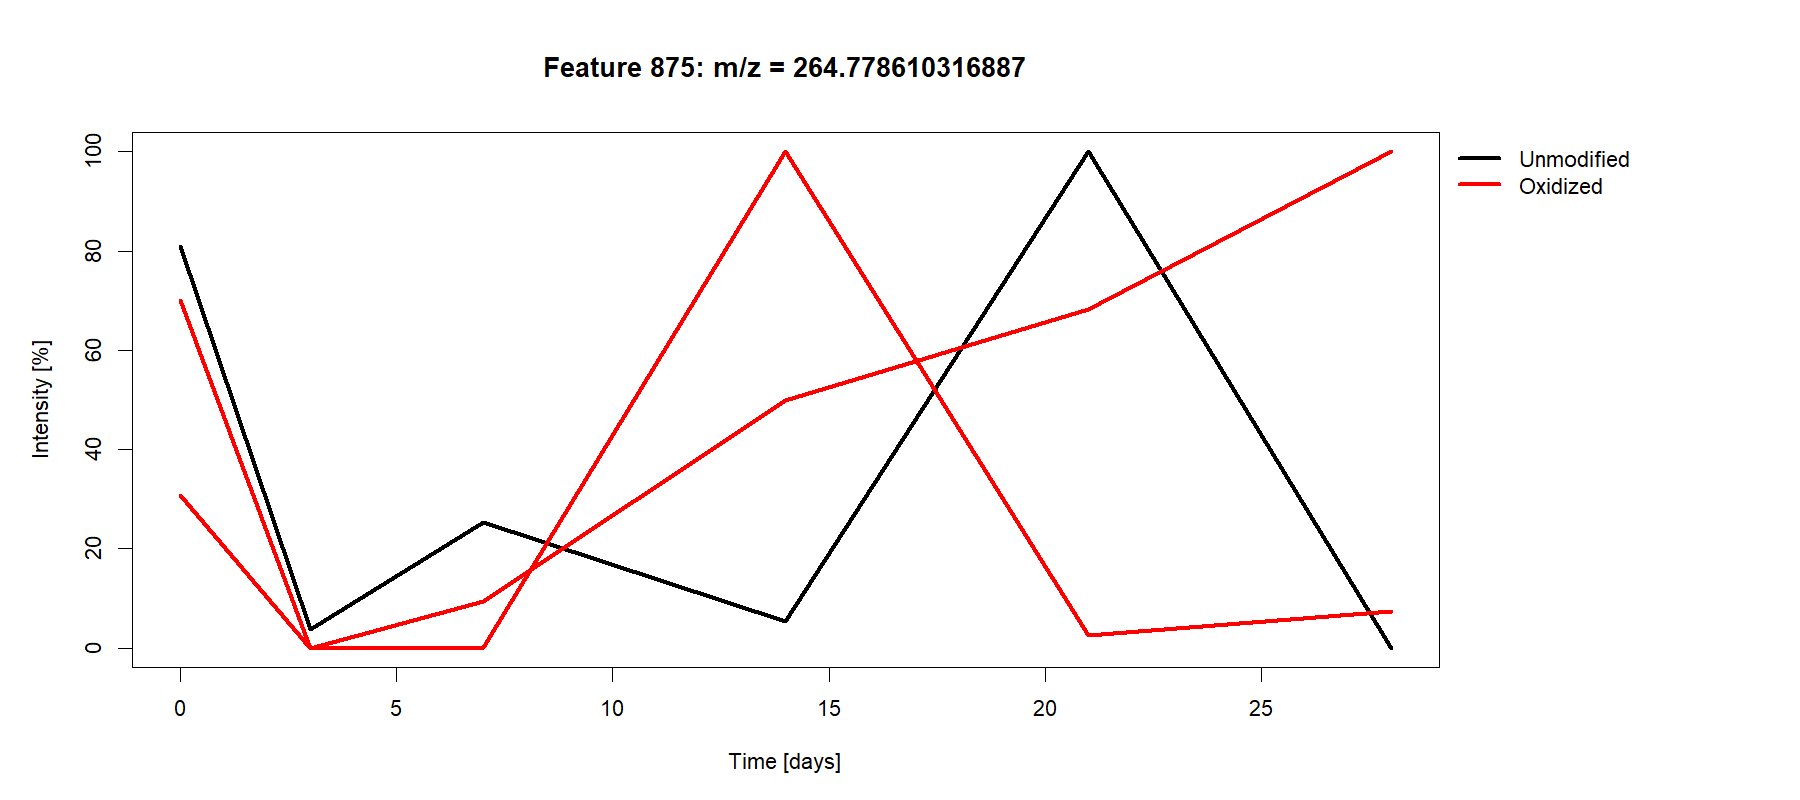 Feature 875: m/z = 264.778610316887
Unmodified
Oxidized
100
80
60
40
20
0
Intensity [%]
0 5 10 15 20 25
Time [days]